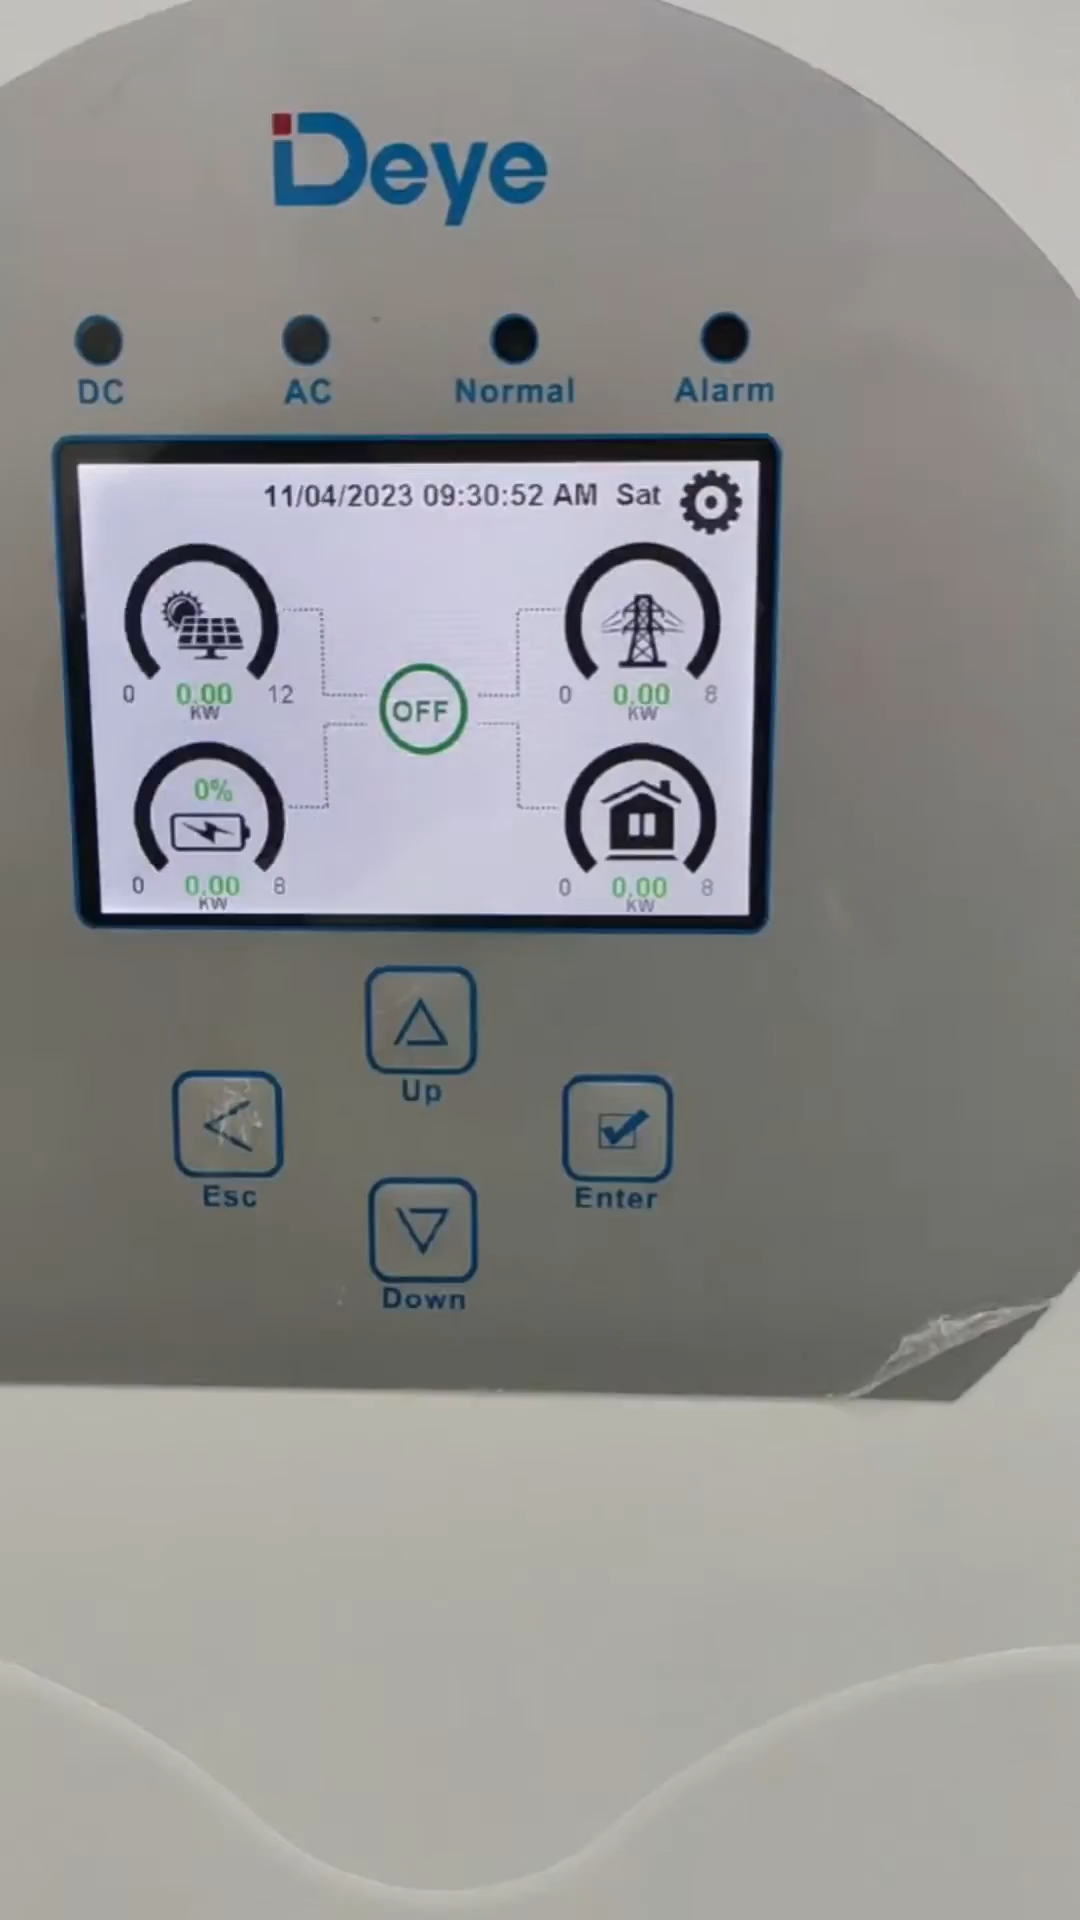 Deye
DC AC Normal Alarm
11/04/2023 09:30:52 AM Sat
0 0.00 12
KW
0 0.00 8
KW
OFF
0%
0 0.00 8
KW
0 0.00 8
KW
Up
Esc
Enter
Down